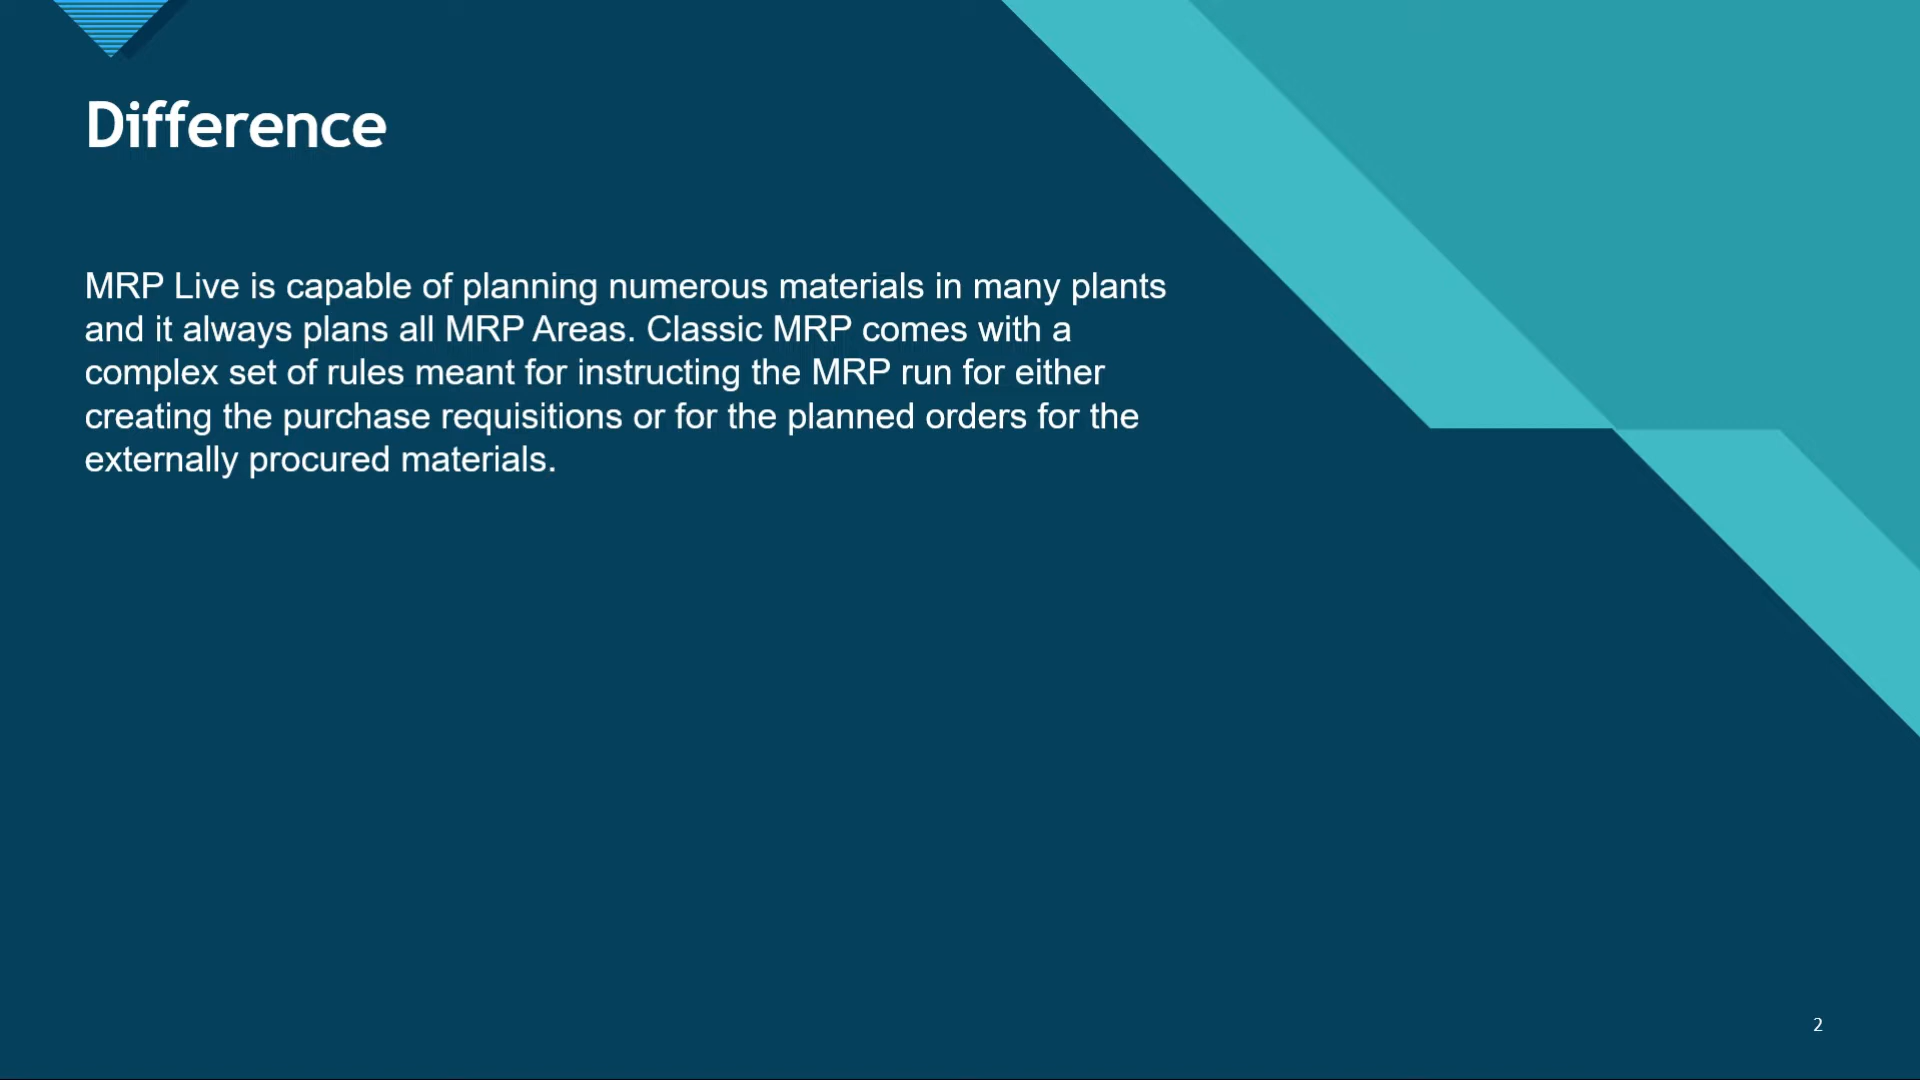 Difference
MRP Live is capable of planning numerous materials in many plants
and it always plans all MRP Areas. Classic MRP comes with a
complex set of rules meant for instructing the MRP run for either
creating the purchase requisitions or for the planned orders for the
externally procured materials.
2